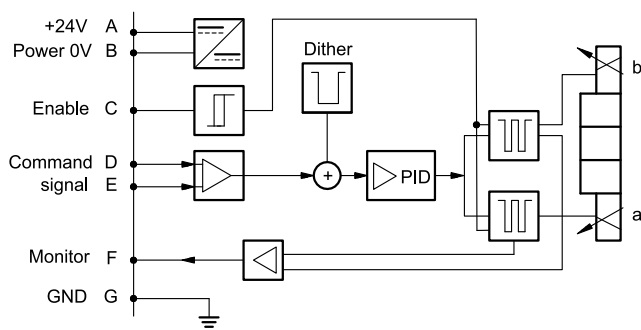 +24V A
Power 0V B
Dither
b
Enable C
Command D
signal E
+
PID
a
Monitor F
GND G